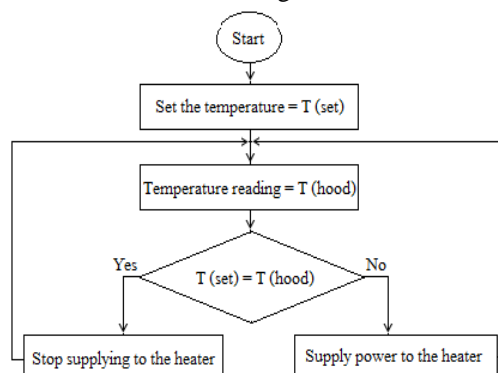 Start
Set the temperature = T (set)
Temperature reading = T (hood)
T (set) = T (hood)
Yes
No
Stop supplying to the heater
Supply power to the heater